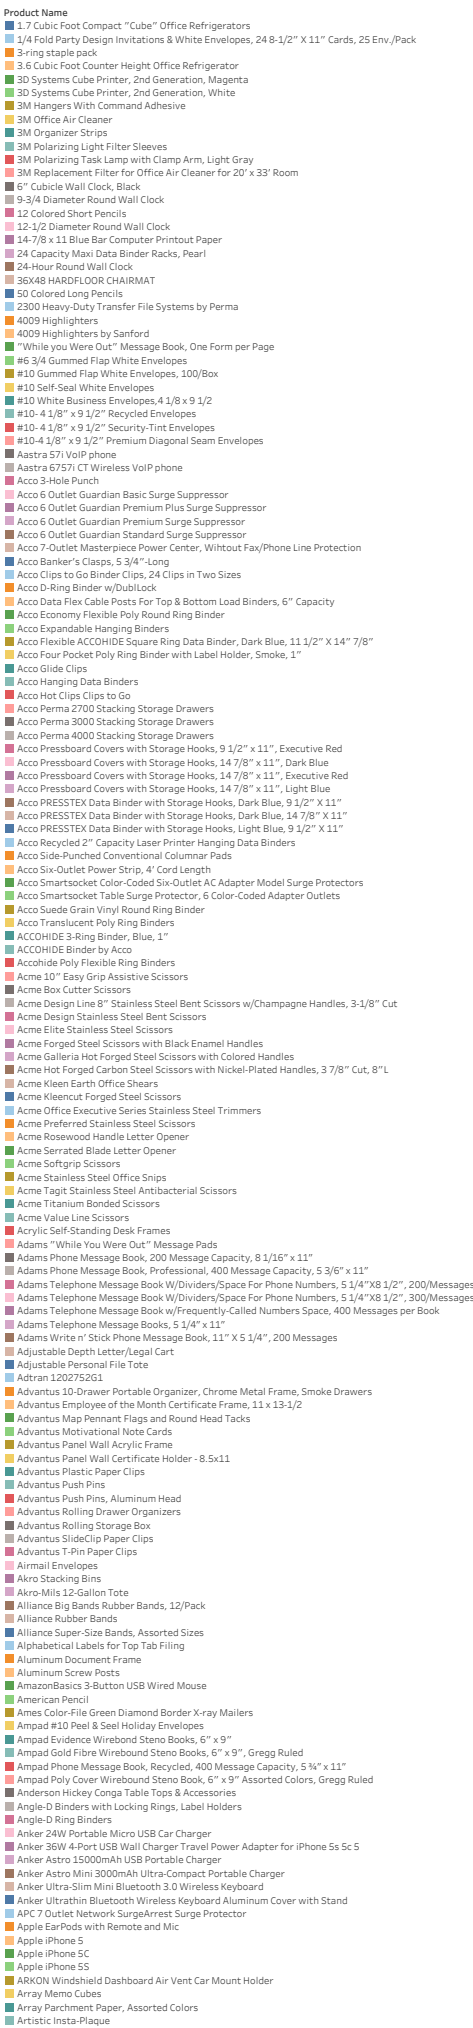 Product Name
1.7 Cubic Foot Compact "Cube" Office Refrigerators
1/4 Fold Party Design Invitations & White Envelopes, 24 8-1/2" X 11" Cards, 25 Env./Pack
3-ring staple pack
3.6 Cubic Foot Counter Height Office Refrigerator
3D Systems Cube Printer, 2nd Generation, Magenta
3D Systems Cube Printer, 2nd Generation, White
3M Hangers With Command Adhesive
3M Office Air Cleaner
3M Organizer Strips
3M Polarizing Light Filter Sleeves
3M Polarizing Task Lamp with Clamp Arm, Light Gray
3M Replacement Filter for Office Air Cleaner for 20' x 33' Room
6" Cubicle Wall Clock, Black
9-3/4 Diameter Round Wall Clock
12 Colored Short Pencils
12-1/2 Diameter Round Wall Clock
14-7/8 x 11 Blue Bar Computer Printout Paper
24 Capacity Maxi Data Binder Racks, Pearl
24-Hour Round Wall Clock
36X48 HARDFLOOR CHAIRMAT
50 Colored Long Pencils
2300 Heavy-Duty Transfer File Systems by Perma
4009 Highlighters
4009 Highlighters by Sanford
"While you Were Out" Message Book, One Form per Page
#6 3/4 Gummed Flap White Envelopes
#10 Gummed Flap White Envelopes, 100/Box
#10 Self-Seal White Envelopes
#10 White Business Envelopes,4 1/8 x 9 1/2
#10- 4 1/8" x 9 1/2" Recycled Envelopes
#10- 4 1/8" x 9 1/2" Security-Tint Envelopes
#10-4 1/8" x 9 1/2" Premium Diagonal Seam Envelopes
Aastra 57i VoIP phone
Aastra 6757i CT Wireless VoIP phone
Acco 3-Hole Punch
Acco 6 Outlet Guardian Basic Surge Suppressor
Acco 6 Outlet Guardian Premium Plus Surge Suppressor
Acco 6 Outlet Guardian Premium Surge Suppressor
Acco 6 Outlet Guardian Standard Surge Suppressor
Acco 7-Outlet Masterpiece Power Center, Wihtout Fax/Phone Line Protection
Acco Banker's Clasps, 5 3/4"-Long
Acco Clips to Go Binder Clips, 24 Clips in Two Sizes
Acco D-Ring Binder w/DublLock
Acco Data Flex Cable Posts For Top & Bottom Load Binders, 6" Capacity
Acco Economy Flexible Poly Round Ring Binder
Acco Expandable Hanging Binders
Acco Flexible ACCOHIDE Square Ring Data Binder, Dark Blue, 11 1/2" X 14" 7/8"
Acco Four Pocket Poly Ring Binder with Label Holder, Smoke, 1"
Acco Glide Clips
Acco Hanging Data Binders
Acco Hot Clips Clips to Go
Acco Perma 2700 Stacking Storage Drawers
Acco Perma 3000 Stacking Storage Drawers
Acco Perma 4000 Stacking Storage Drawers
Acco Pressboard Covers with Storage Hooks, 9 1/2" x 11", Executive Red
Acco Pressboard Covers with Storage Hooks, 14 7/8" x 11", Dark Blue
Acco Pressboard Covers with Storage Hooks, 14 7/8" x 11", Executive Red
Acco Pressboard Covers with Storage Hooks, 14 7/8" x 11", Light Blue
Acco PRESSTEX Data Binder with Storage Hooks, Dark Blue, 9 1/2" X 11"
Acco PRESSTEX Data Binder with Storage Hooks, Dark Blue, 14 7/8" X 11"
Acco PRESSTEX Data Binder with Storage Hooks, Light Blue, 9 1/2" X 11"
Acco Recycled 2" Capacity Laser Printer Hanging Data Binders
Acco Side-Punched Conventional Columnar Pads
Acco Six-Outlet Power Strip, 4' Cord Length
Acco Smartsocket Color-Coded Six-Outlet AC Adapter Model Surge Protectors
Acco Smartsocket Table Surge Protector, 6 Color-Coded Adapter Outlets
Acco Suede Grain Vinyl Round Ring Binder
Acco Translucent Poly Ring Binders
ACCOHIDE 3-Ring Binder, Blue, 1"
ACCOHIDE Binder by Acco
Accohide Poly Flexible Ring Binders
Acme 10" Easy Grip Assistive Scissors
Acme Box Cutter Scissors
Acme Design Line 8" Stainless Steel Bent Scissors w/Champagne Handles, 3-1/8" Cut
Acme Design Stainless Steel Bent Scissors
Acme Elite Stainless Steel Scissors
Acme Forged Steel Scissors with Black Enamel Handles
Acme Galleria Hot Forged Steel Scissors with Colored Handles
Acme Hot Forged Carbon Steel Scissors with Nickel-Plated Handles, 3 7/8" Cut, 8"L
Acme Kleen Earth Office Shears
Acme Kleencut Forged Steel Scissors
Acme Office Executive Series Stainless Steel Trimmers
Acme Preferred Stainless Steel Scissors
Acme Rosewood Handle Letter Opener
Acme Serrated Blade Letter Opener
Acme Softgrip Scissors
Acme Stainless Steel Office Snips
Acme Tagit Stainless Steel Antibacterial Scissors
Acme Titanium Bonded Scissors
Acme Value Line Scissors
Acrylic Self-Standing Desk Frames
Adams "While You Were Out" Message Pads
Adams Phone Message Book, 200 Message Capacity, 8 1/16" x 11"
Adams Phone Message Book, Professional, 400 Message Capacity, 5 3/6" x 11"
Adams Telephone Message Book W/Dividers/Space For Phone Numbers, 5 1/4"X8 1/2", 200/Messages
Adams Telephone Message Book W/Dividers/Space For Phone Numbers, 5 1/4"X8 1/2", 300/Messages
Adams Telephone Message Book w/Frequently-Called Numbers Space, 400 Messages per Book
Adams Telephone Message Books, 5 1/4" x 11"
Adams Write n' Stick Phone Message Book, 11" X 5 1/4", 200 Messages
Adjustable Depth Letter/Legal Cart
Adjustable Personal File Tote
Adtran 1202752G1
Advantus 10-Drawer Portable Organizer, Chrome Metal Frame, Smoke Drawers
Advantus Employee of the Month Certificate Frame, 11 x 13-1/2
Advantus Map Pennant Flags and Round Head Tacks
Advantus Motivational Note Cards
Advantus Panel Wall Acrylic Frame
Advantus Panel Wall Certificate Holder - 8.5x11
Advantus Plastic Paper Clips
Advantus Push Pins
Advantus Push Pins, Aluminum Head
Advantus Rolling Drawer Organizers
Advantus Rolling Storage Box
Advantus SlideClip Paper Clips
Advantus T-Pin Paper Clips
Airmail Envelopes
Akro Stacking Bins
Akro-Mils 12-Gallon Tote
Alliance Big Bands Rubber Bands, 12/Pack
Alliance Rubber Bands
Alliance Super-Size Bands, Assorted Sizes
Alphabetical Labels for Top Tab Filing
Aluminum Document Frame
Aluminum Screw Posts
AmazonBasics 3-Button USB Wired Mouse
American Pencil
Ames Color-File Green Diamond Border X-ray Mailers
Ampad #10 Peel & Seel Holiday Envelopes
Ampad Evidence Wirebond Steno Books, 6" x 9"
Ampad Gold Fibre Wirebound Steno Books, 6" x 9", Gregg Ruled
Ampad Phone Message Book, Recycled, 400 Message Capacity, 5 ¾" x 11"
Ampad Poly Cover Wirebound Steno Book, 6" x 9" Assorted Colors, Gregg Ruled
Anderson Hickey Conga Table Tops & Accessories
Angle-D Binders with Locking Rings, Label Holders
Angle-D Ring Binders
Anker 24W Portable Micro USB Car Charger
Anker 36W 4-Port USB Wall Charger Travel Power Adapter for iPhone 5s 5c 5
Anker Astro 15000mAh USB Portable Charger
Anker Astro Mini 3000mAh Ultra-Compact Portable Charger
Anker Ultra-Slim Mini Bluetooth 3.0 Wireless Keyboard
Anker Ultrathin Bluetooth Wireless Keyboard Aluminum Cover with Stand
APC 7 Outlet Network SurgeArrest Surge Protector
Apple EarPods with Remote and Mic
Apple iPhone 5
Apple iPhone 5C
Apple iPhone 5S
ARKON Windshield Dashboard Air Vent Car Mount Holder
Array Memo Cubes
Array Parchment Paper, Assorted Colors
Artistic Insta-Plaque